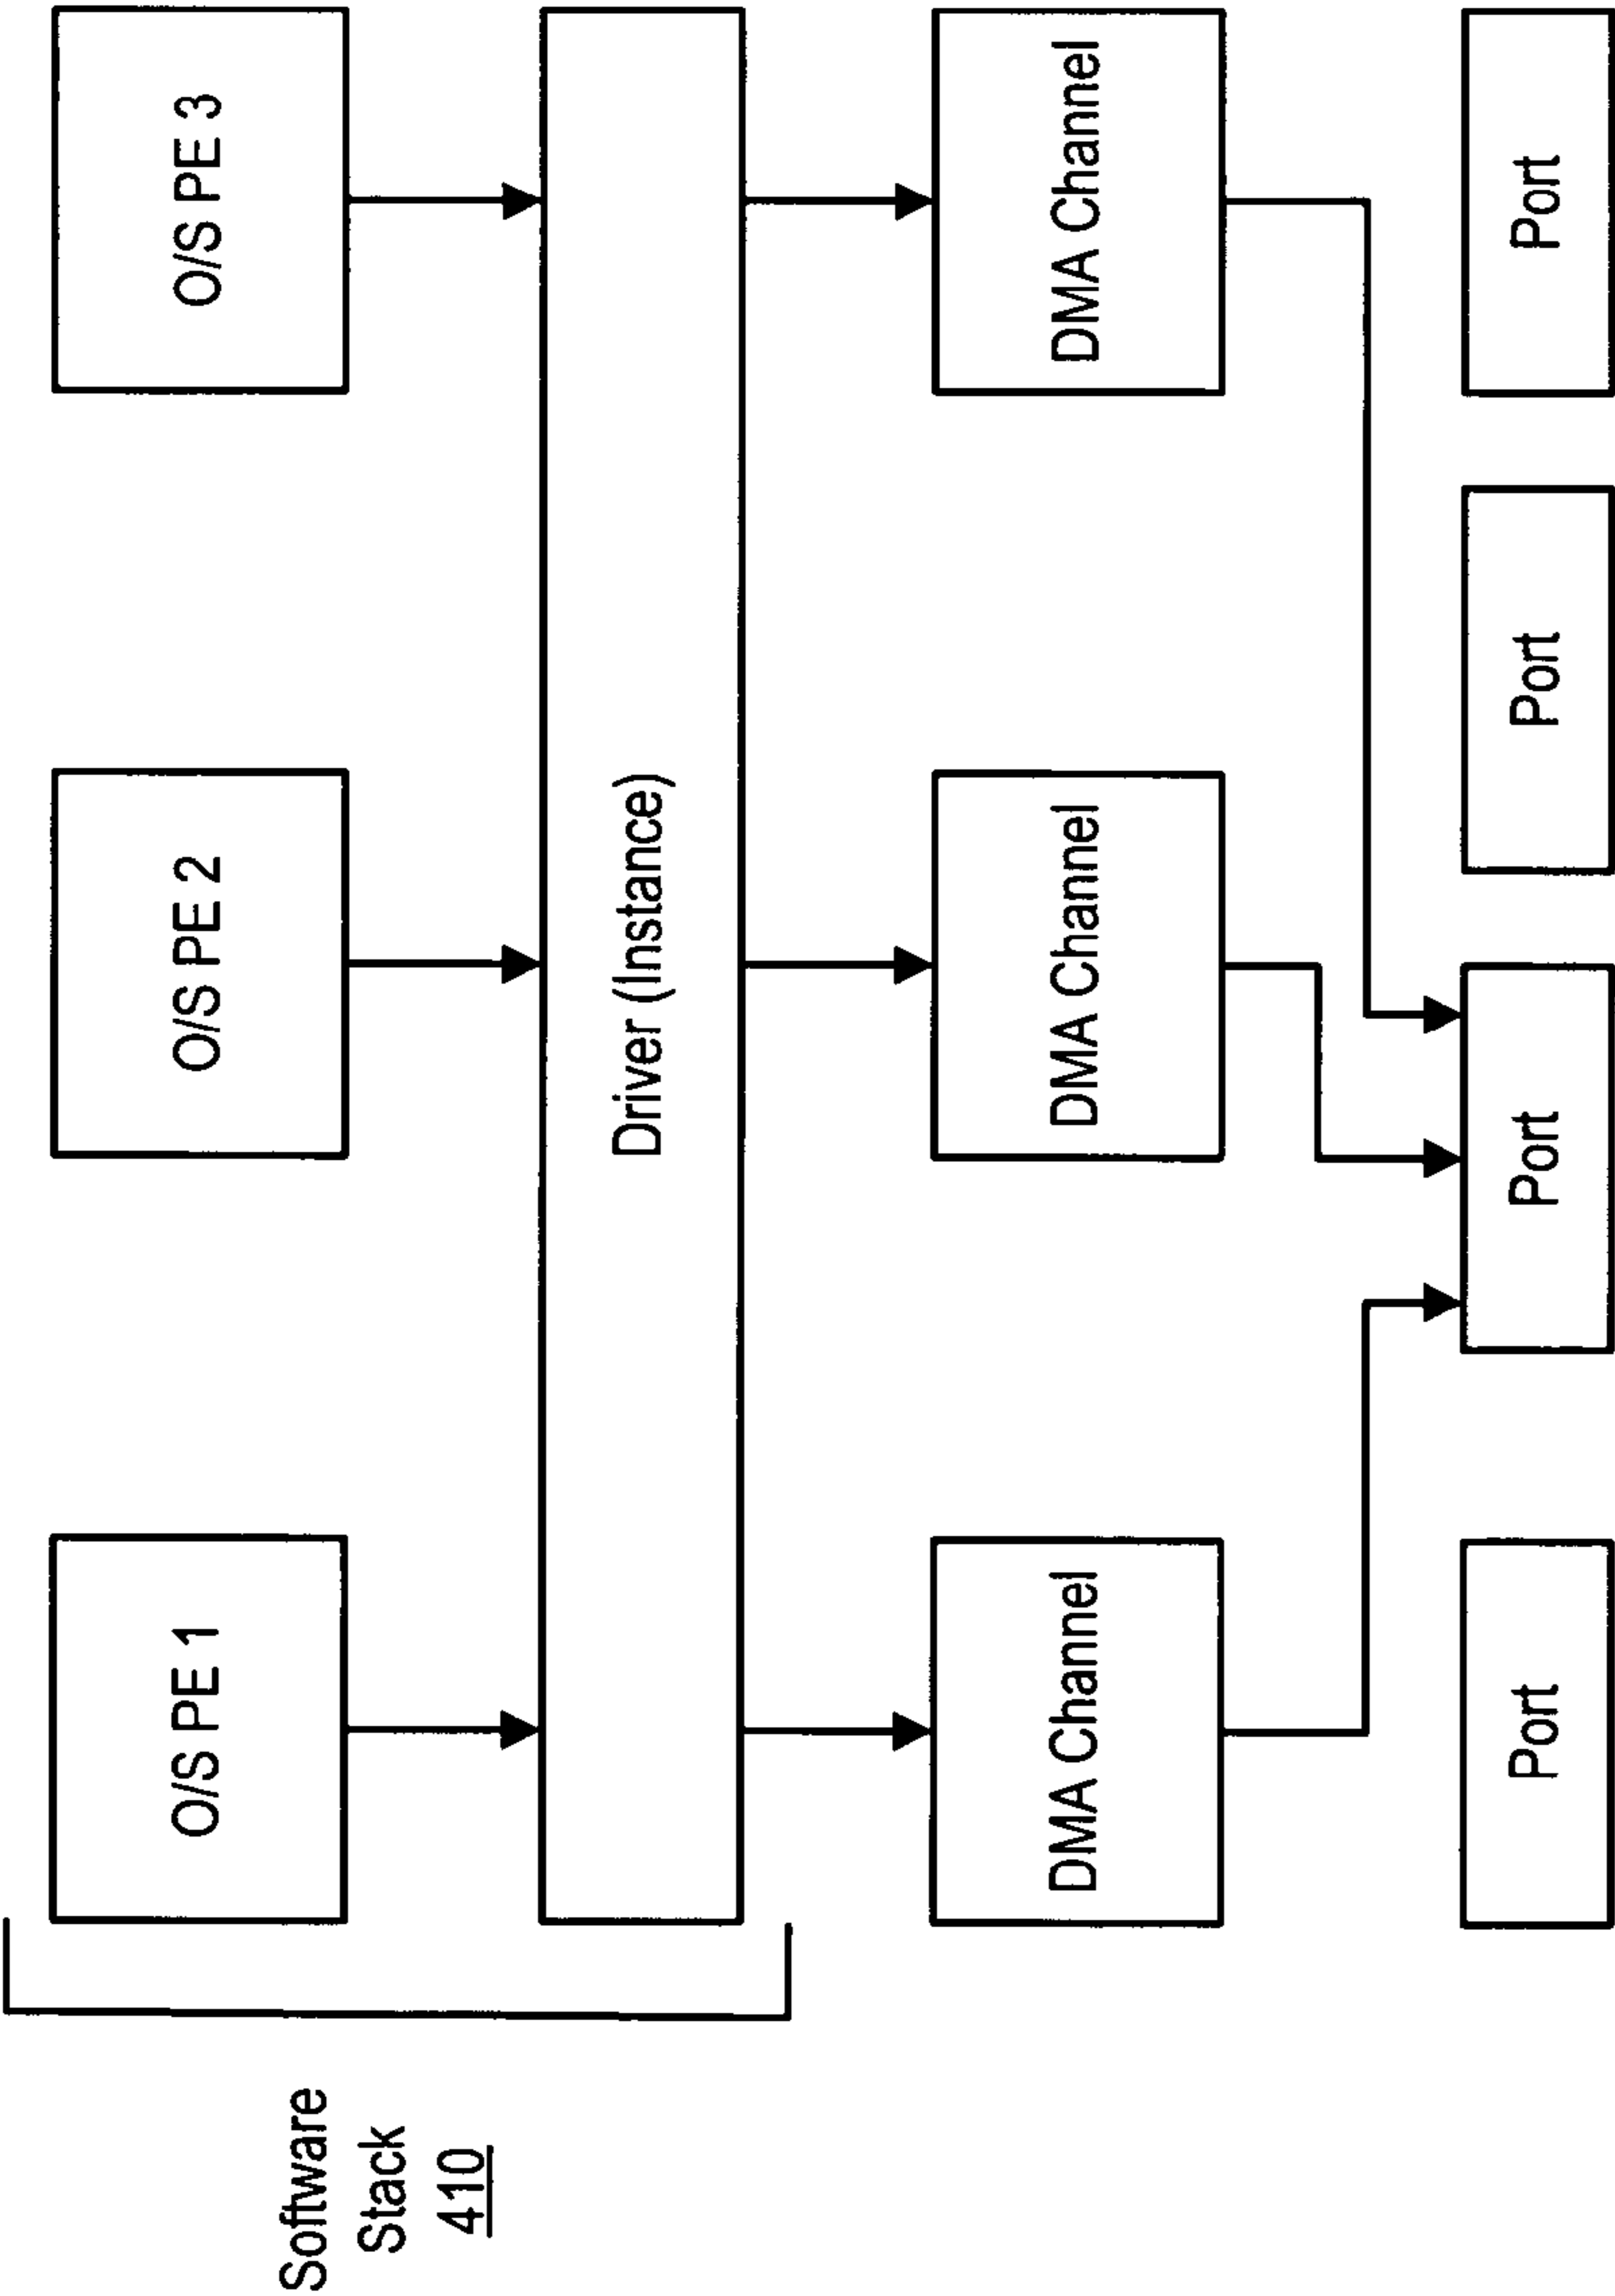 Software
Stack
410
O/S PE 1
O/S PE 2
O/S PE 3
Driver (Instance)
DMA Channel
DMA Channel
DMA Channel
Port
Port
Port
Port